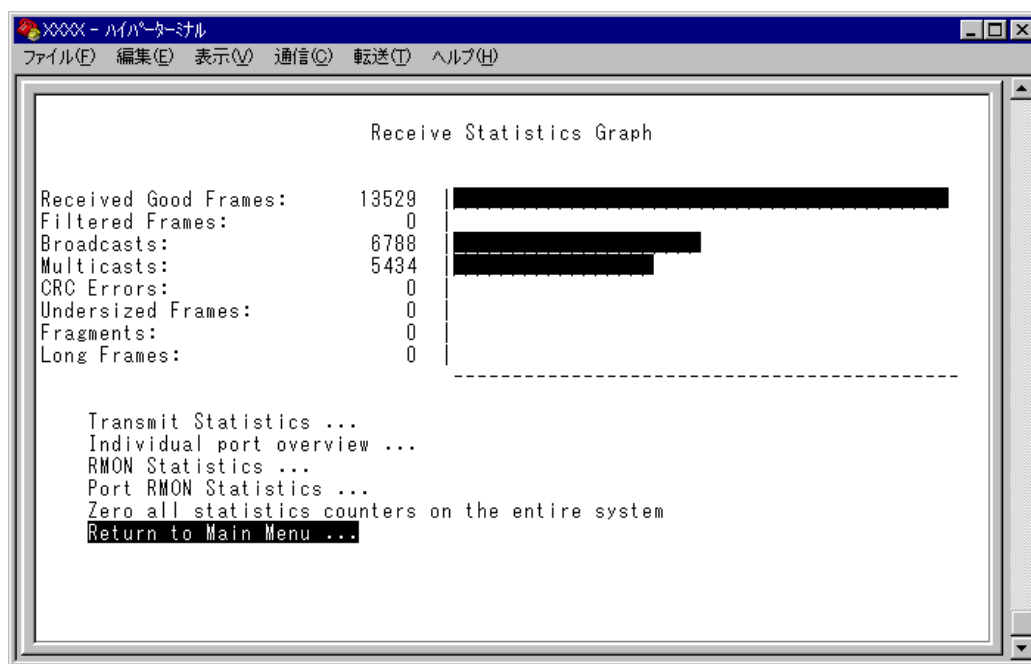 XXXX - ハイパーターミナル
ファイル(F) 編集(E) 表示(V) 通信(C) 転送(T) ヘルプ(H)
Receive Statistics Graph
Received Good Frames: 13529
Filtered Frames: 0
Broadcasts: 6788
Multicasts: 5434
CRC Errors: 0
Undersized Frames: 0
Fragments: 0
Long Frames: 0
Transmit Statistics ...
Individual port overview ...
RMON Statistics ...
Port RMON Statistics ...
Zero all statistics counters on the entire system
Return to Main Menu ...